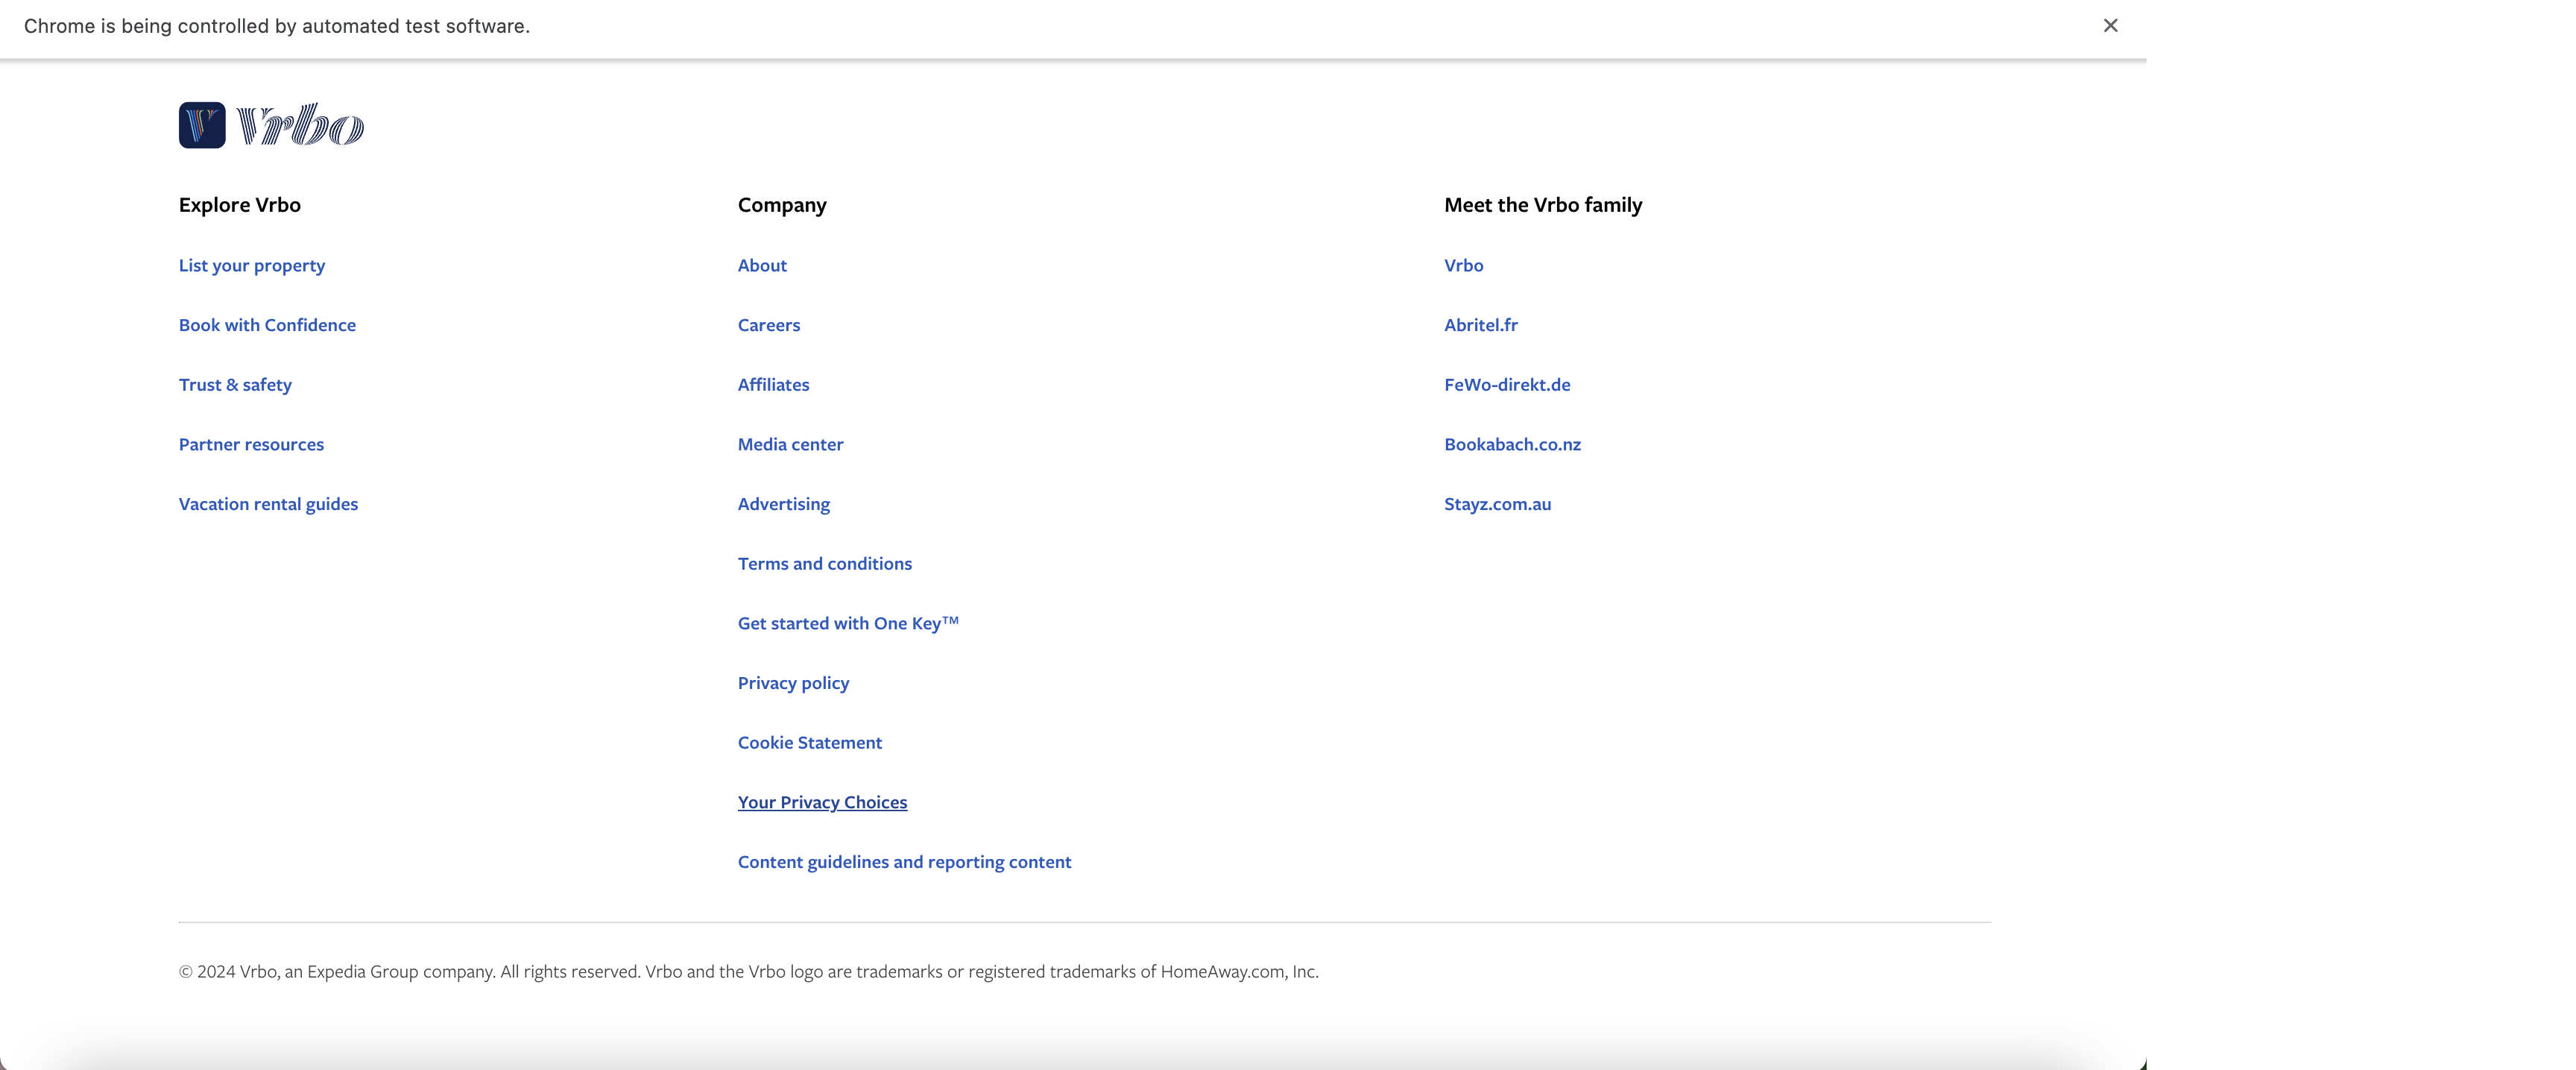 Chrome is being controlled by automated test software.
Vrbo
Explore Vrbo
List your property
Book with Confidence
Trust & safety
Partner resources
Vacation rental guides
Company
About
Careers
Affiliates
Media center
Advertising
Terms and conditions
Get started with One Key™
Privacy policy
Cookie Statement
Your Privacy Choices
Content guidelines and reporting content
Meet the Vrbo family
Vrbo
Abritel.fr
FeWo-direkt.de
Bookabach.co.nz
Stayz.com.au
© 2024 Vrbo, an Expedia Group company. All rights reserved. Vrbo and the Vrbo logo are trademarks or registered trademarks of HomeAway.com, Inc.